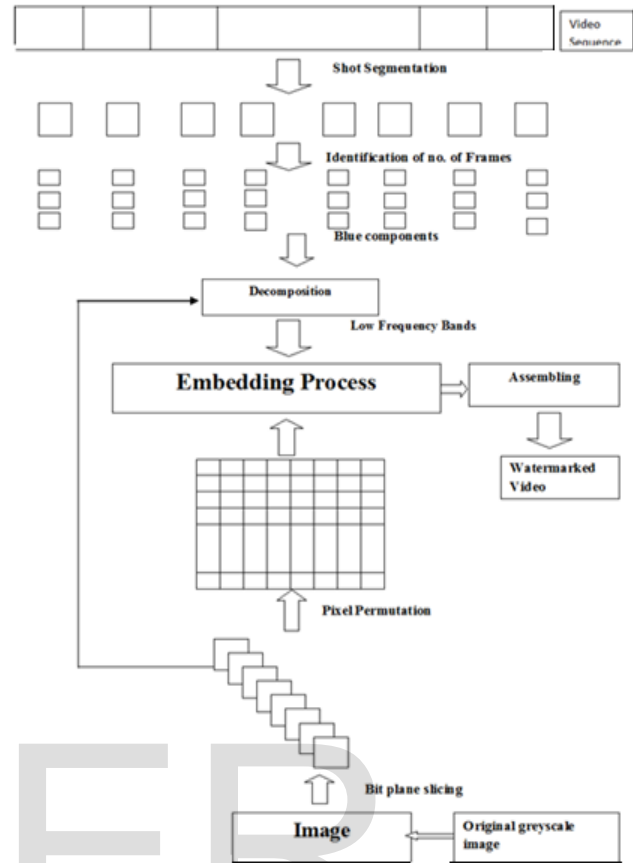 Video
Sequence
Shot Segmentation
Identification of no. of Frames
Blue components
Decomposition
Low Frequency Bands
Embedding Process
Assembling
Watermarked
Video
Pixel Permutation
Bit plane slicing
Image
Original greyscale
image